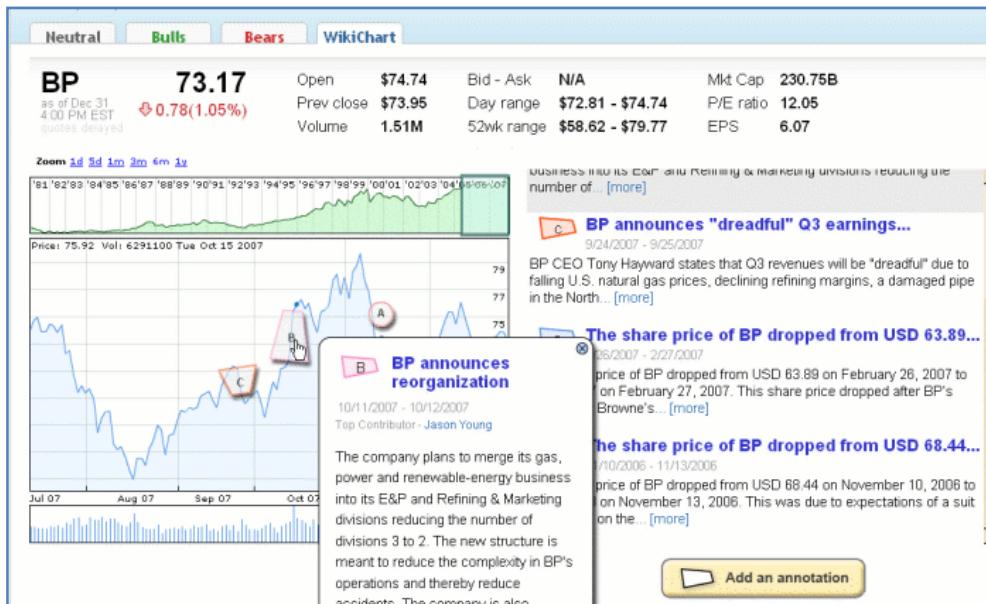 Neutral Bulls Bears WikiChart
BP 73.17 Open $74.74 Bid - Ask N/A Mkt Cap 230.75B
as of Dec 31
4:00 PM EST 0.78(1.05%) Prev close $73.95 Day range $72.81 - $74.74 P/E ratio 12.05
quotes delayed Volume 1.51M 52wk range $58.62 - $79.77 EPS 6.07
Zoom 1d 5d 1m 3m 6m 1y
'81 '82 '83 '84 '85 '86 '87 '88 '89 '90 '91 '92 '93 '94 '95 '96 '97 '98 '99 '00 '01 '02 '03 '04 '05 '06 '07
Price: 75.92 Vol: 6291100 Tue Oct 15 2007
79
77
75
A
B
C
Jul 07 Aug 07 Sep 07 Oct 07
B BP announces
reorganization
10/11/2007 - 10/12/2007
Top Contributor - Jason Young
The company plans to merge its gas,
power and renewable-energy business
into its E&P and Refining & Marketing
divisions reducing the number of
divisions 3 to 2. The new structure is
meant to reduce the complexity in BP's
operations and thereby reduce
accidents. The company is also
business into its E&P and Refining & Marketing divisions reducing the
number of... [more]
C BP announces "dreadful" Q3 earnings...
9/24/2007 - 9/25/2007
BP CEO Tony Hayward states that Q3 revenues will be "dreadful" due to
falling U.S. natural gas prices, declining refining margins, a damaged pipe
in the North... [more]
The share price of BP dropped from USD 63.89...
26/2007 - 2/27/2007
price of BP dropped from USD 63.89 on February 26, 2007 to
on February 27, 2007. This share price dropped after BP's
Browne's... [more]
The share price of BP dropped from USD 68.44...
/10/2006 - 11/13/2006
price of BP dropped from USD 68.44 on November 10, 2006 to
on November 13, 2006. This was due to expectations of a suit
on the... [more]
Add an annotation